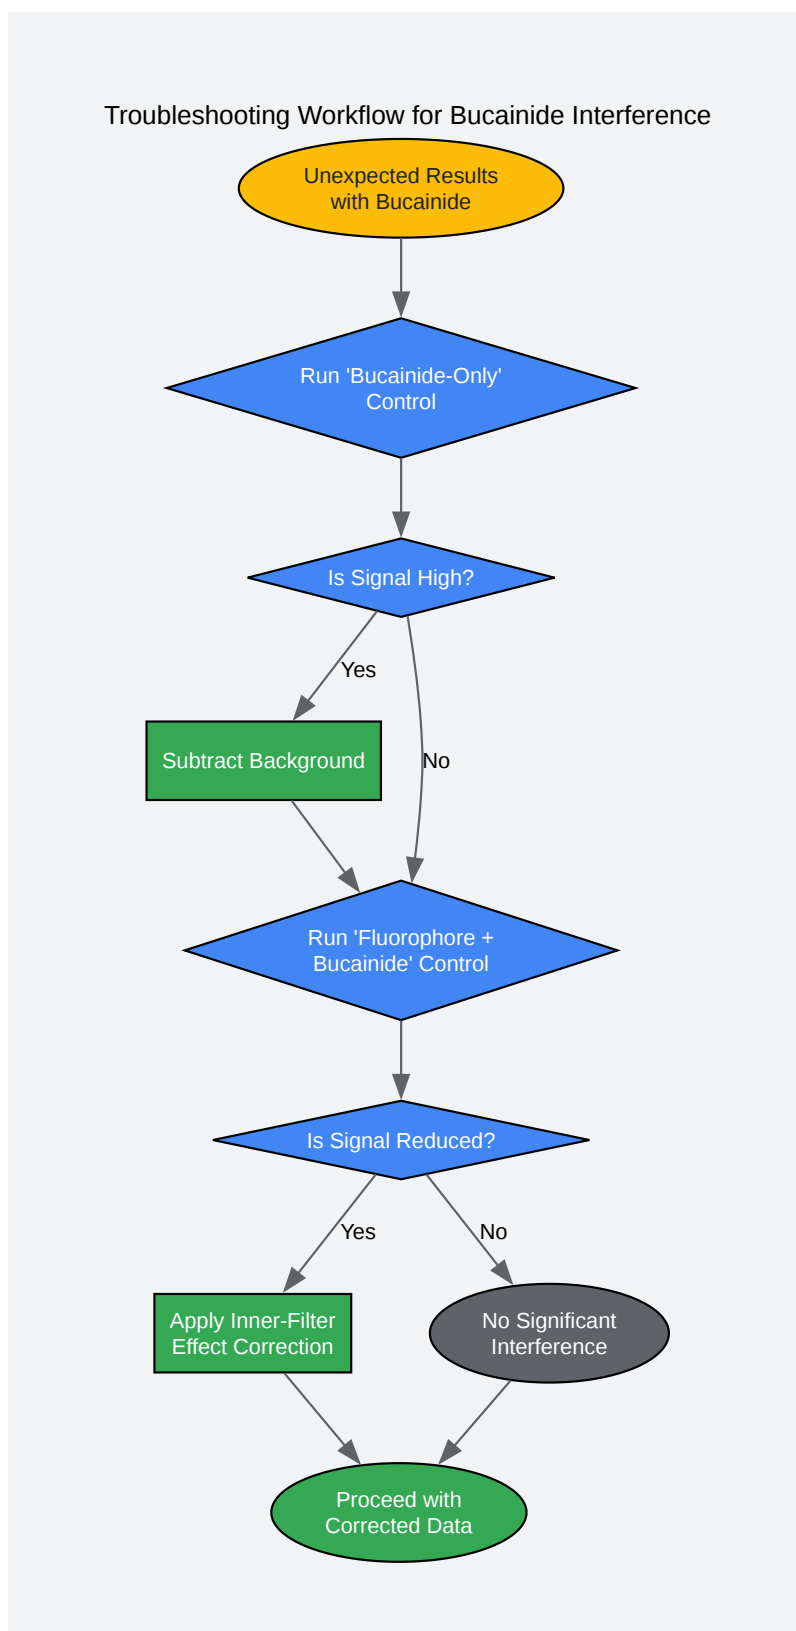 Troubleshooting Workflow for Bucainide Interference
Unexpected Results
with Bucainide
Run 'Bucainide-Only'
Control
Is Signal High?
Yes
Subtract Background
No
Run 'Fluorophore +
Bucainide' Control
Is Signal Reduced?
Yes
No
Apply Inner-Filter
Effect Correction
No Significant
Interference
Proceed with
Corrected Data